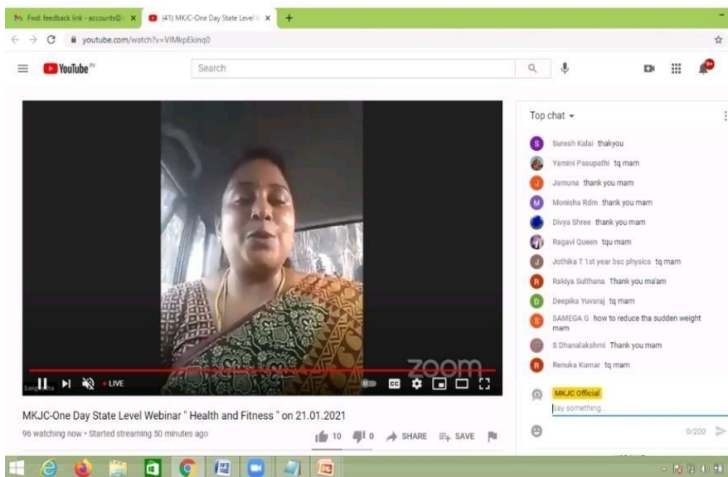 Fwd: feedback link - accounts@
(41) MKJC-One Day State Level
youtube.com/watch?v=VIMkpEkinq0
YouTube IN
Search
9+
Top chat
Suresh Kalai thakyou
Yamini Pasupathi tq mam
Jamuna thank you mam
Monisha Rdm thank you mam
Divya Shree thank you mam
Ragavi Queen tqu mam
Jothika T 1st year bsc physics tq mam
Rakiya Sulthana Thank you ma'am
Deepika Yuvaraj tq mam
SAMEGA G how to reduce tha sudden weight
mam
S Dhanalakshmi Thank you mam
Renuka Kumar tq mam
MKJC Official
Say something...
0/200
zoom
LIVE
CC
MKJC-One Day State Level Webinar " Health and Fitness " on 21.01.2021
96 watching now • Started streaming 50 minutes ago
10
0
SHARE
SAVE